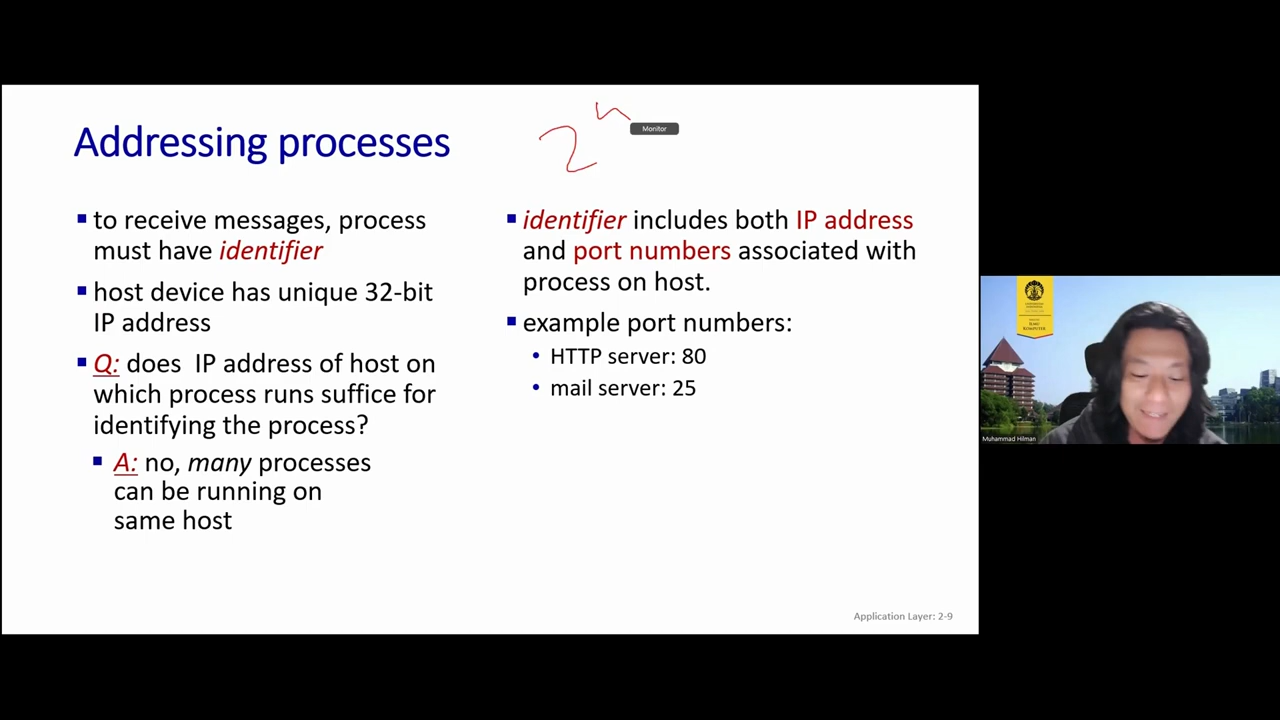 Addressing processes
2ⁿ
Monitor
▪ to receive messages, process
must have identifier
▪ host device has unique 32-bit
IP address
▪ Q: does IP address of host on
which process runs suffice for
identifying the process?
▪ A: no, many processes
can be running on
same host
▪ identifier includes both IP address
and port numbers associated with
process on host.
▪ example port numbers:
• HTTP server: 80
• mail server: 25
Application Layer: 2-9
ILMU
KOMPUTER
Muhammad Hilman